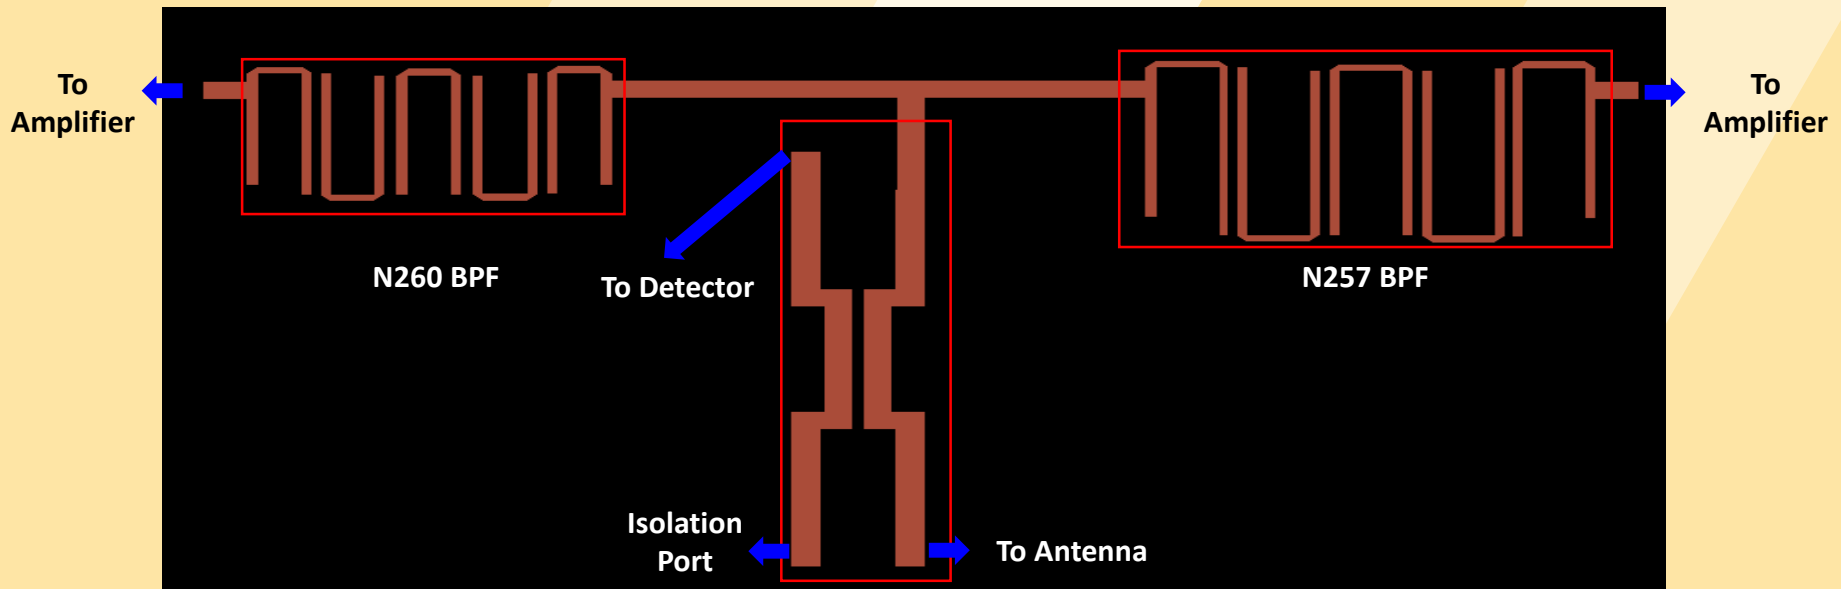 To
Amplifier
To
Amplifier
N260 BPF
To Detector
N257 BPF
Isolation
Port
To Antenna